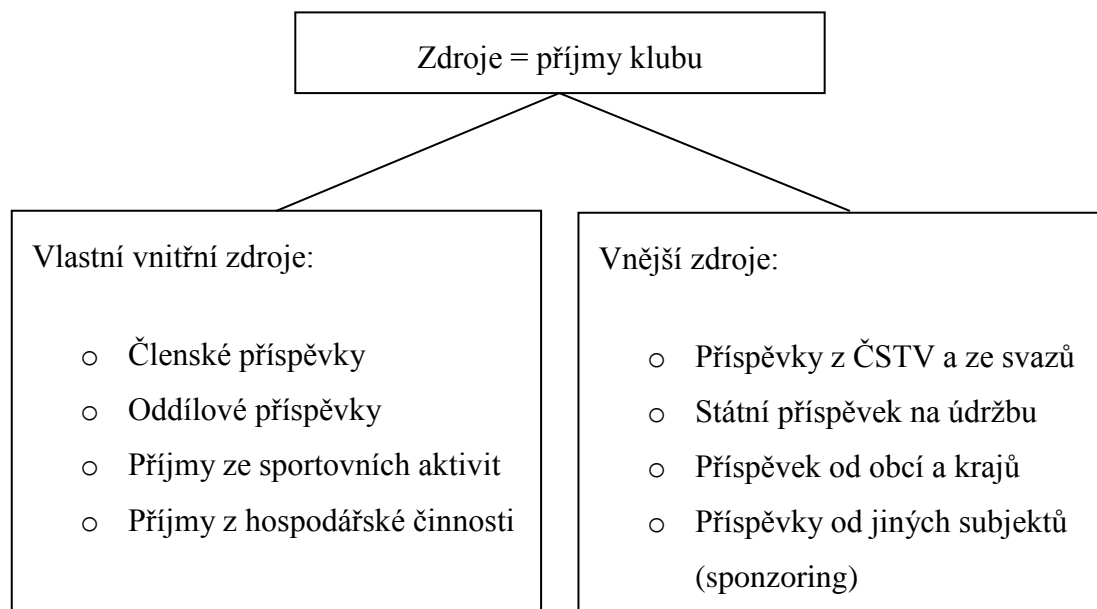 Zdroje = příjmy klubu
Vlastní vnitřní zdroje:
o Členské příspěvky
o Oddílové příspěvky
o Příjmy ze sportovních aktivit
o Příjmy z hospodářské činnosti
Vnější zdroje:
o Příspěvky z ČSTV a ze svazů
o Státní příspěvek na údržbu
o Příspěvek od obcí a krajů
o Příspěvky od jiných subjektů
(sponzoring)